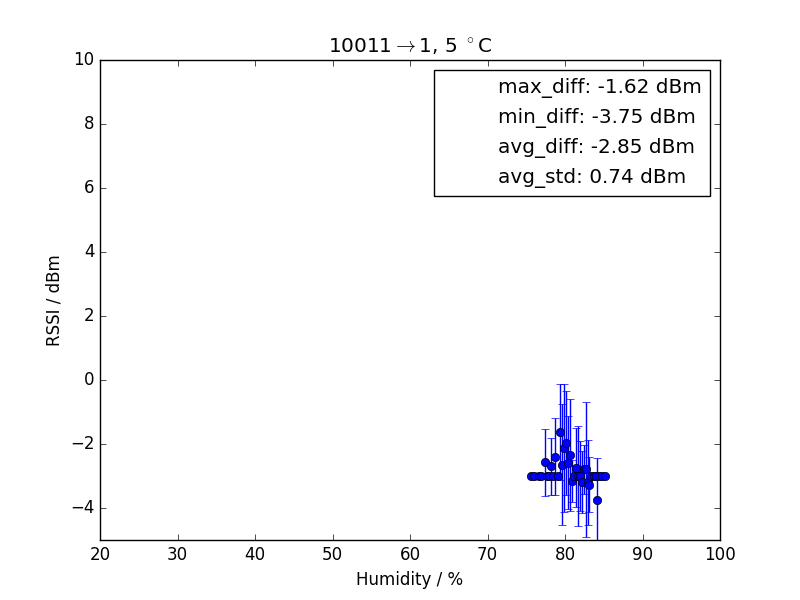 10011→1, 5 °C
max_diff: -1.62 dBm
min_diff: -3.75 dBm
avg_diff: -2.85 dBm
avg_std: 0.74 dBm
10
8
6
4
2
0
−2
−4
RSSI / dBm
20 30 40 50 60 70 80 90 100
Humidity / %